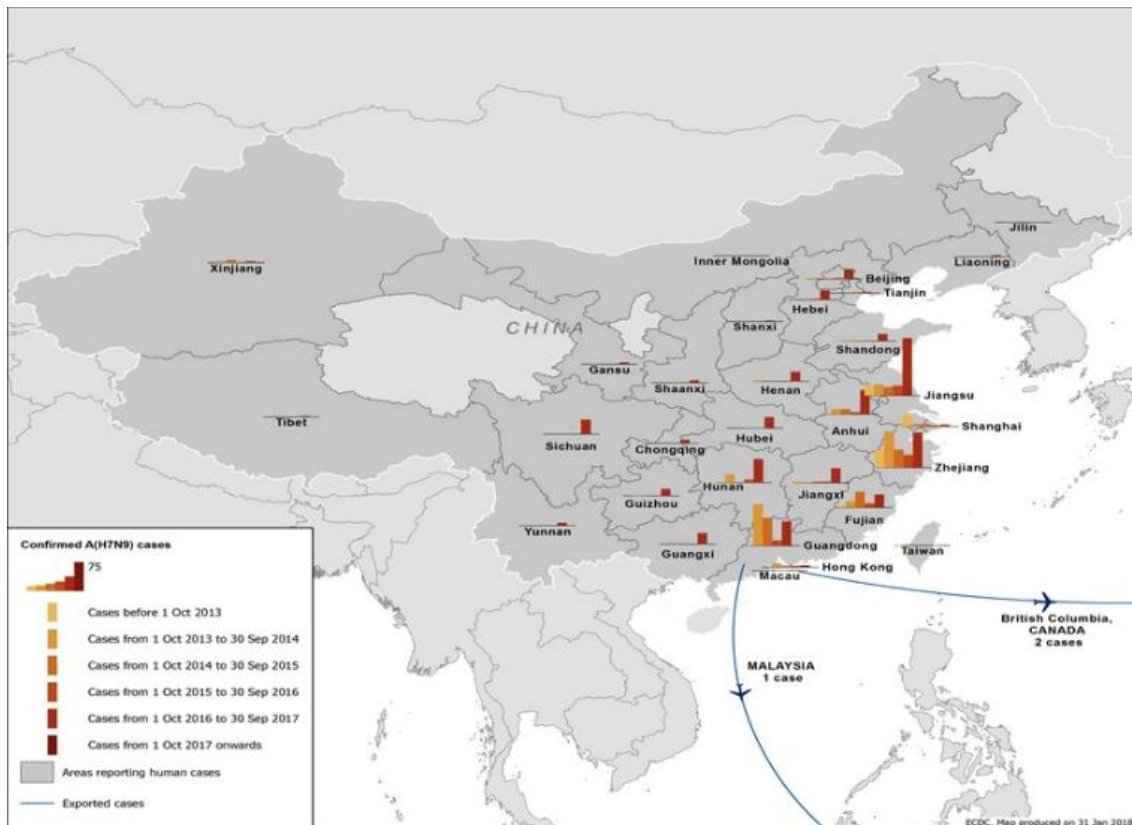 Jilin
Inner Mongolia
Liaoning
Xinjiang
Beijing
Tianjin
Hebei
CHINA
Shanxi
Shandong
Gansu
Shaanxi
Henan
Jiangsu
Tibet
Anhui
Shanghai
Sichuan
Hubei
Chongqing
Zhejiang
Hunan
Jiangxi
Guizhou
Fujian
Yunnan
Guangxi
Guangdong
Taiwan
Hong Kong
Macau
British Columbia,
CANADA
2 cases
MALAYSIA
1 case
Confirmed A(H7N9) cases
75
Cases before 1 Oct 2013
Cases from 1 Oct 2013 to 30 Sep 2014
Cases from 1 Oct 2014 to 30 Sep 2015
Cases from 1 Oct 2015 to 30 Sep 2016
Cases from 1 Oct 2016 to 30 Sep 2017
Cases from 1 Oct 2017 onwards
Areas reporting human cases
Exported cases
ECDC. Map produced on 31 Jan 2018